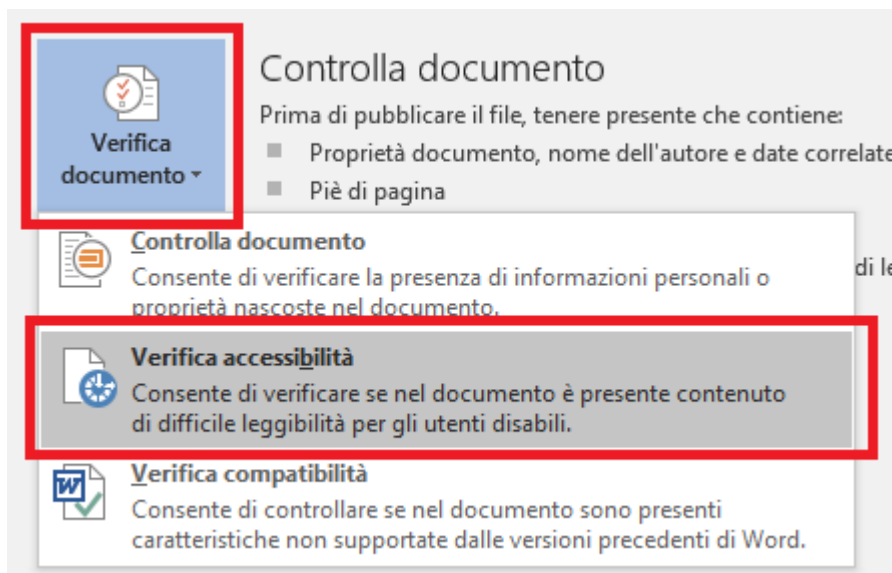 Controlla documento
Prima di pubblicare il file, tenere presente che contiene:
Verifica
documento
Proprietà documento, nome dell'autore e date correlate
Piè di pagina
Controlla documento
Consente di verificare la presenza di informazioni personali o
proprietà nascoste nel documento.
di le
Verifica accessibilità
Consente di verificare se nel documento è presente contenuto
di difficile leggibilità per gli utenti disabili.
Verifica compatibilità
Consente di controllare se nel documento sono presenti
caratteristiche non supportate dalle versioni precedenti di Word.